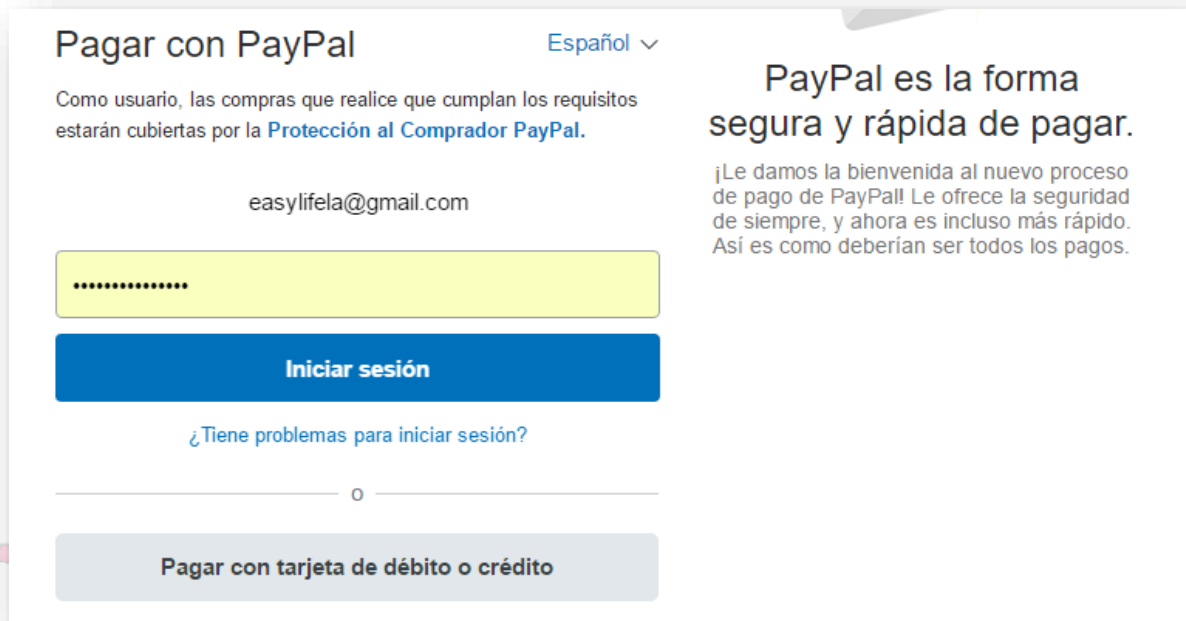 Pagar con PayPal
Español
Como usuario, las compras que realice que cumplan los requisitos
estarán cubiertas por la Protección al Comprador PayPal.
easylifela@gmail.com
•••••••••••••••
Iniciar sesión
¿Tiene problemas para iniciar sesión?
o
Pagar con tarjeta de débito o crédito
PayPal es la forma
segura y rápida de pagar.
¡Le damos la bienvenida al nuevo proceso
de pago de PayPal! Le ofrece la seguridad
de siempre, y ahora es incluso más rápido.
Así es como deberían ser todos los pagos.